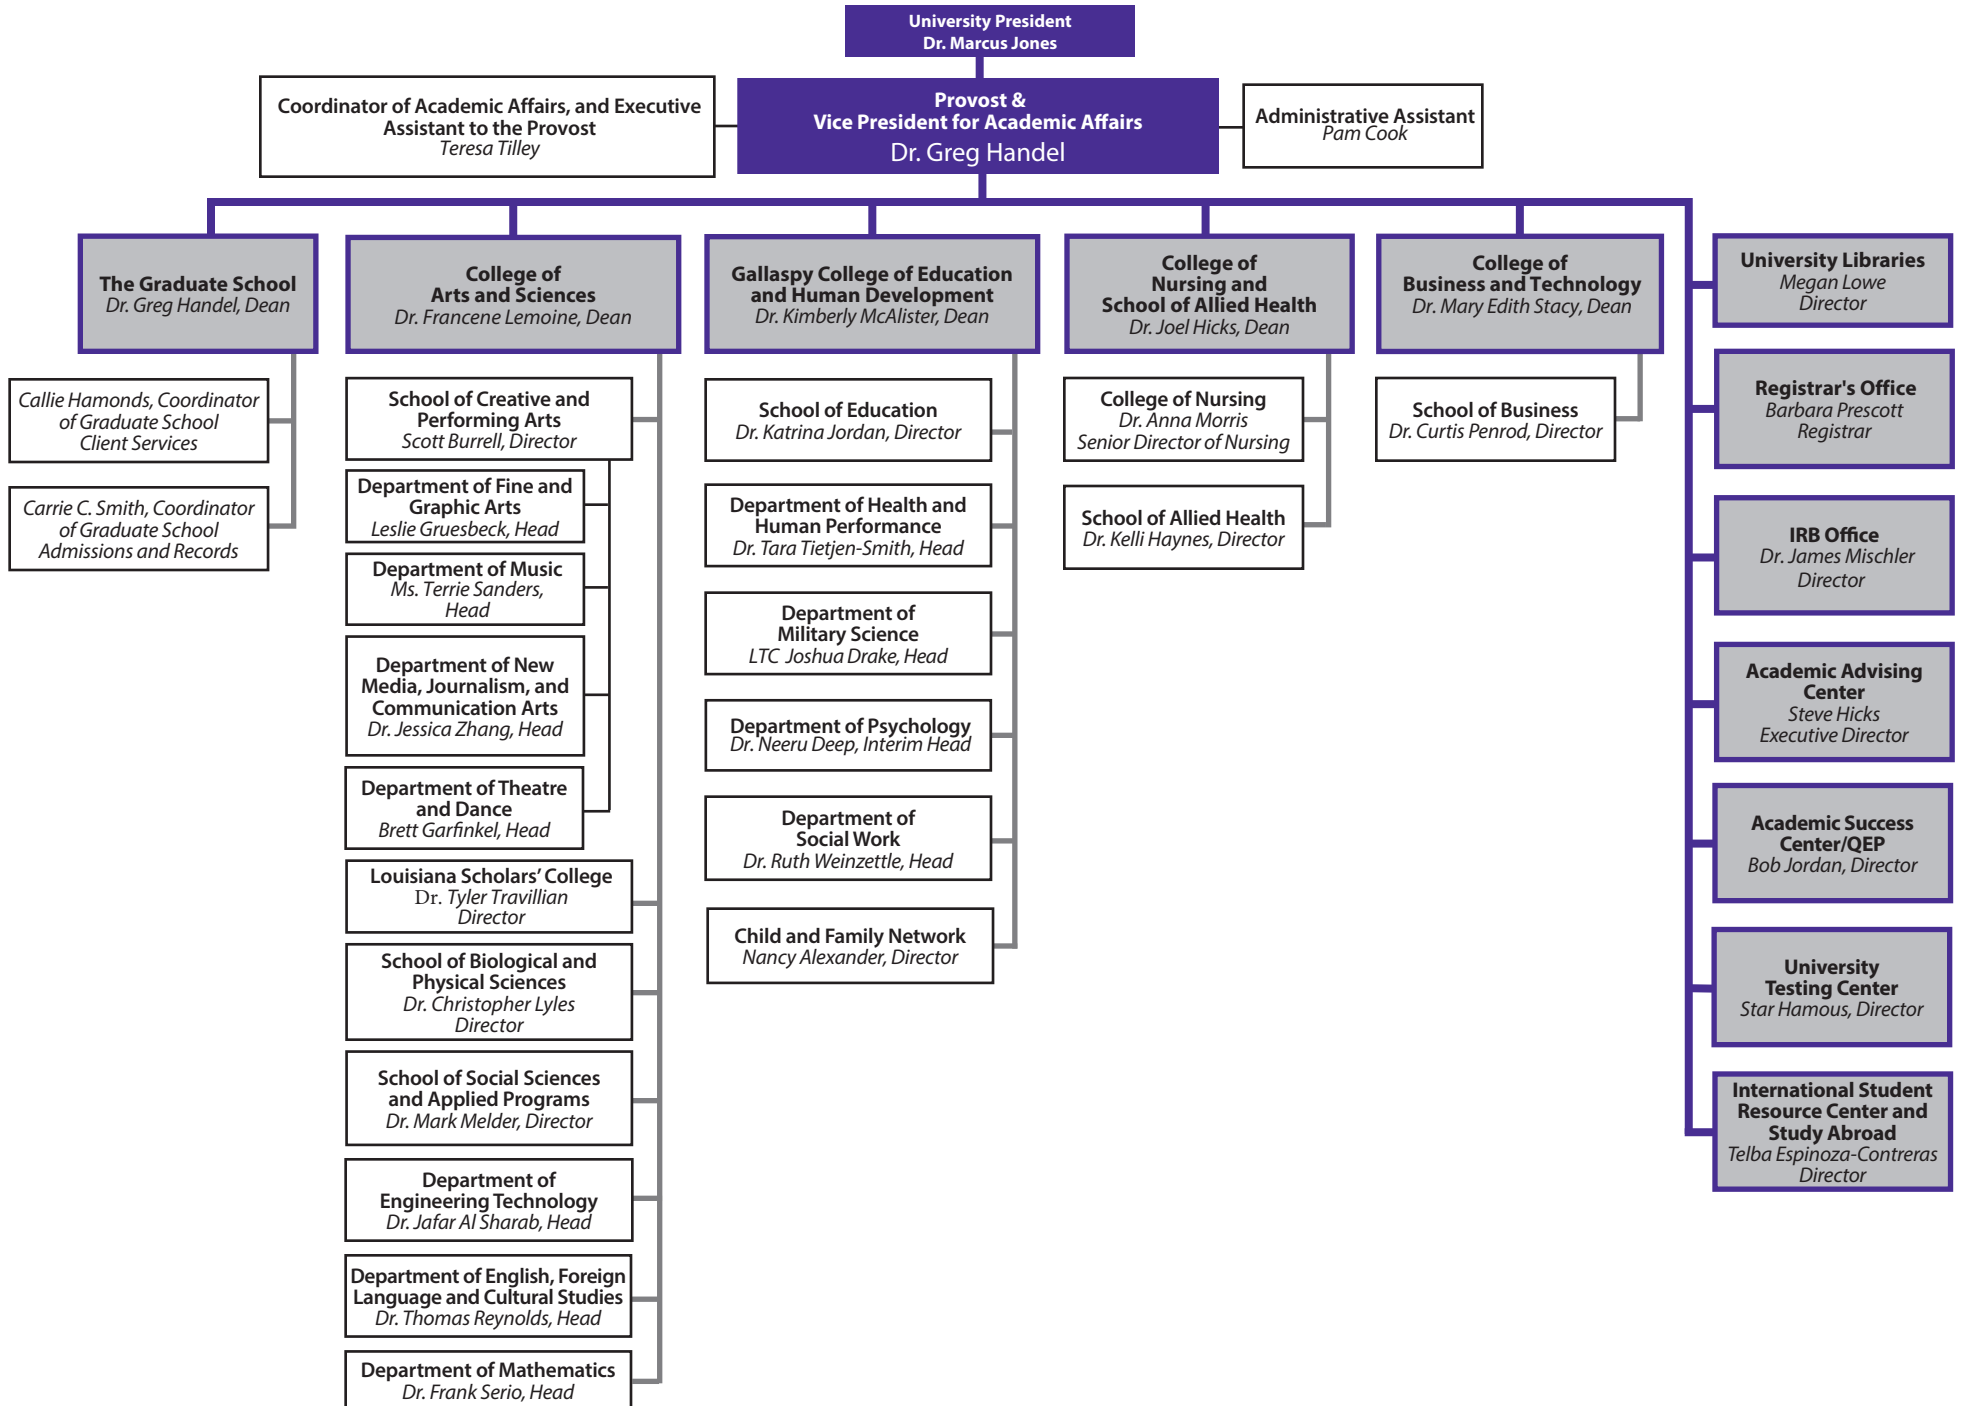 University President
Dr. Marcus Jones
Coordinator of Academic Affairs, and Executive
Assistant to the Provost
Teresa Tilley
Provost &
Vice President for Academic Affairs
Dr. Greg Handel
Administrative Assistant
Pam Cook
The Graduate School
Dr. Greg Handel, Dean
Callie Hamonds, Coordinator
of Graduate School
Client Services
Carrie C. Smith, Coordinator
of Graduate School
Admissions and Records
College of
Arts and Sciences
Dr. Francene Lemoine, Dean
School of Creative and
Performing Arts
Scott Burrell, Director
Department of Fine and
Graphic Arts
Leslie Gruesbeck, Head
Department of Music
Ms. Terrie Sanders,
Head
Department of New
Media, Journalism, and
Communication Arts
Dr. Jessica Zhang, Head
Department of Theatre
and Dance
Brett Garfinkel, Head
Louisiana Scholars' College
Dr. Tyler Travillian
Director
School of Biological and
Physical Sciences
Dr. Christopher Lyles
Director
School of Social Sciences
and Applied Programs
Dr. Mark Melder, Director
Department of
Engineering Technology
Dr. Jafar Al Sharab, Head
Department of English, Foreign
Language and Cultural Studies
Dr. Thomas Reynolds, Head
Department of Mathematics
Dr. Frank Serio, Head
Gallaspy College of Education
and Human Development
Dr. Kimberly McAlister, Dean
School of Education
Dr. Katrina Jordan, Director
Department of Health and
Human Performance
Dr. Tara Tietjen-Smith, Head
Department of
Military Science
LTC Joshua Drake, Head
Department of Psychology
Dr. Neeru Deep, Interim Head
Department of
Social Work
Dr. Ruth Weinzettle, Head
Child and Family Network
Nancy Alexander, Director
College of
Nursing and
School of Allied Health
Dr. Joel Hicks, Dean
College of Nursing
Dr. Anna Morris
Senior Director of Nursing
School of Allied Health
Dr. Kelli Haynes, Director
College of
Business and Technology
Dr. Mary Edith Stacy, Dean
School of Business
Dr. Curtis Penrod, Director
University Libraries
Megan Lowe
Director
Registrar's Office
Barbara Prescott
Registrar
IRB Office
Dr. James Mischler
Director
Academic Advising
Center
Steve Hicks
Executive Director
Academic Success
Center/QEP
Bob Jordan, Director
University
Testing Center
Star Hamous, Director
International Student
Resource Center and
Study Abroad
Telba Espinoza-Contreras
Director